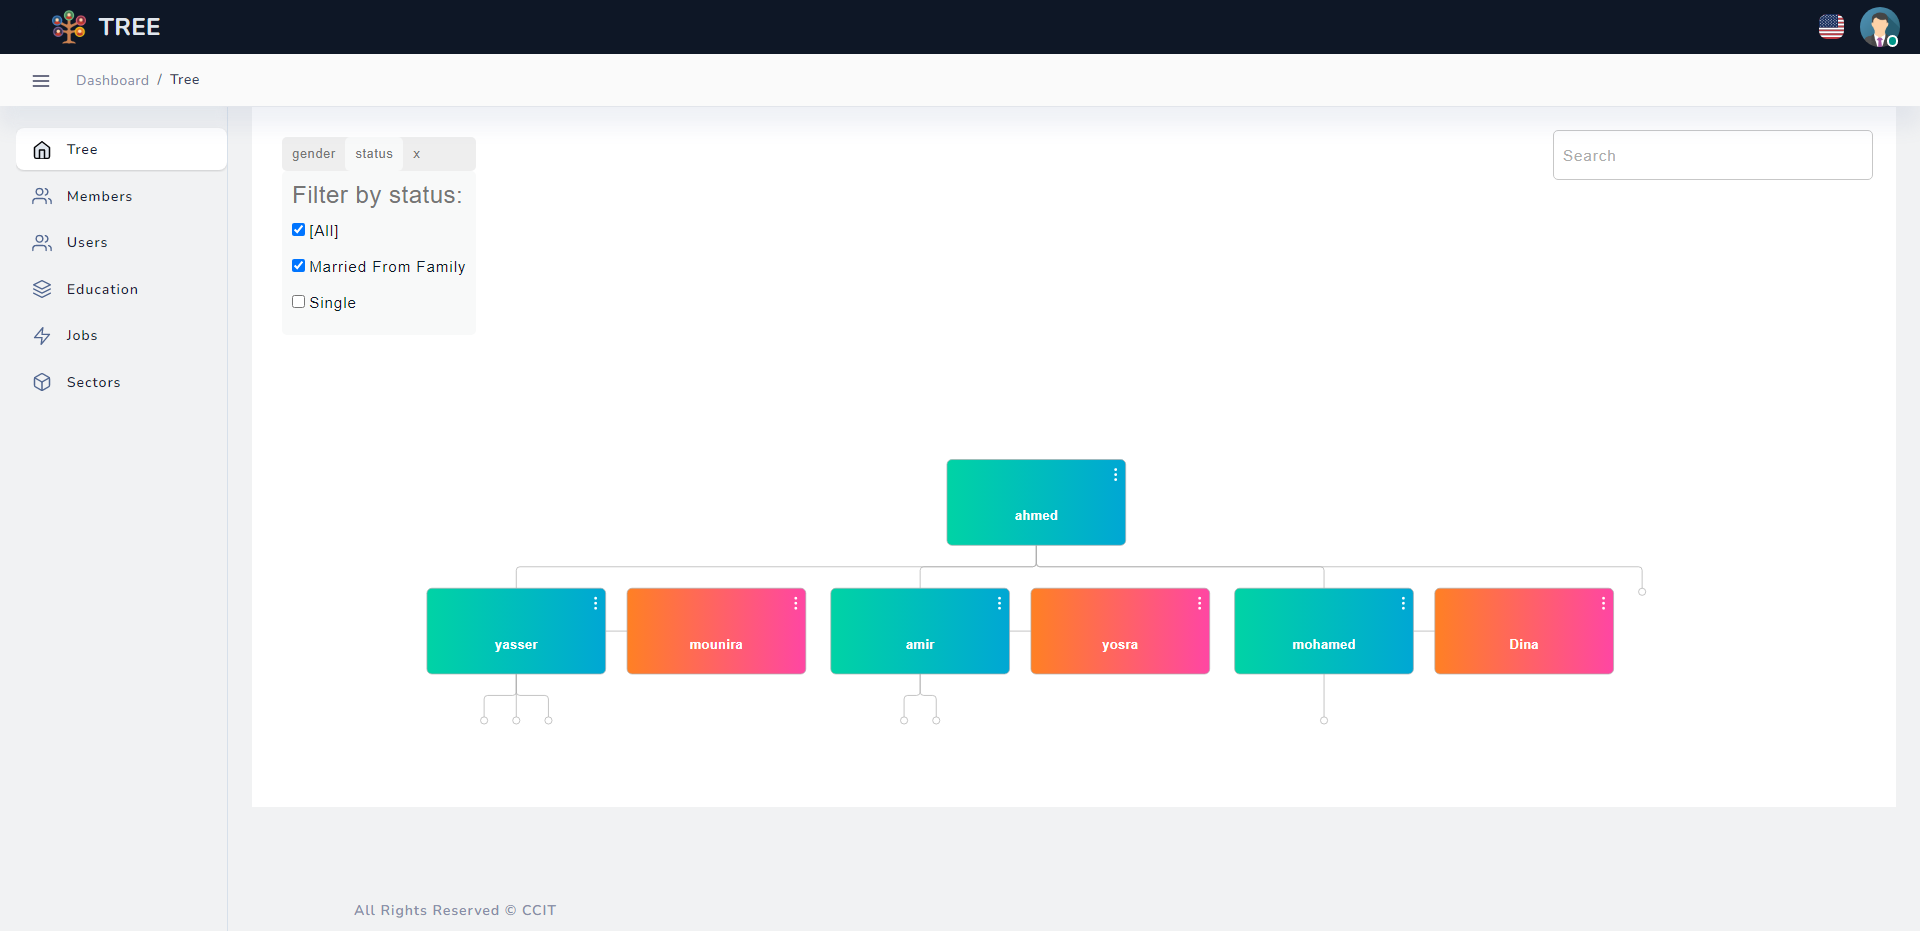 TREE
Dashboard / Tree
Tree
Members
Users
Education
Jobs
Sectors
gender status x
Filter by status:
[All]
Married From Family
Single
Search
ahmed
yasser mounira amir yosra mohamed Dina
All Rights Reserved © CCIT